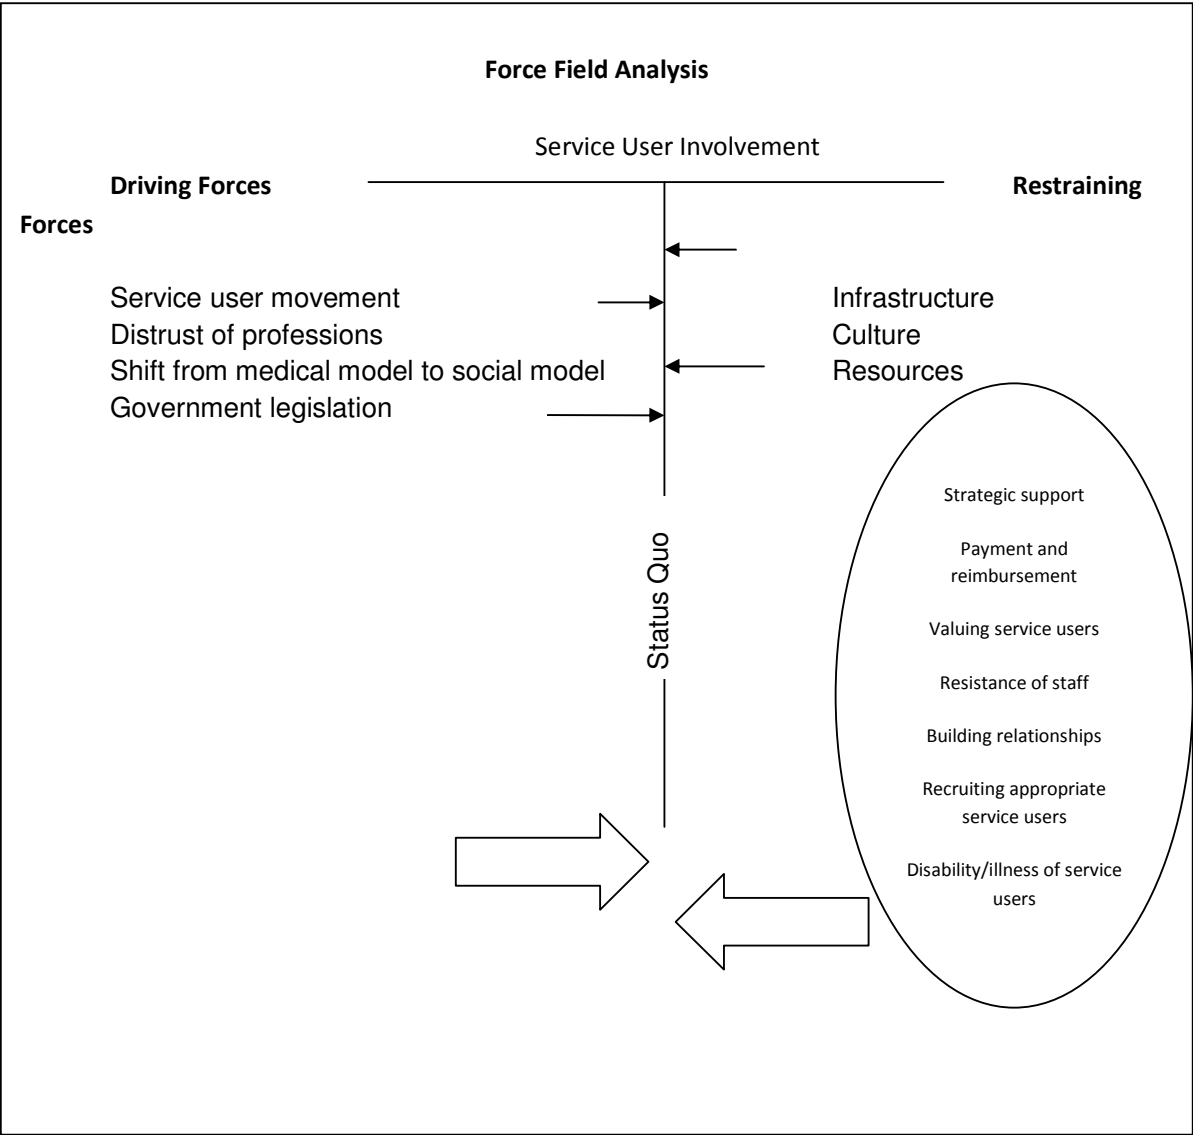 Force Field Analysis
Service User Involvement
Driving Forces Restraining
Forces
Service user movement Infrastructure
Distrust of professions Culture
Shift from medical model to social model Resources
Government legislation
Status Quo
Strategic support
Payment and
reimbursement
Valuing service users
Resistance of staff
Building relationships
Recruiting appropriate
service users
Disability/illness of service
users